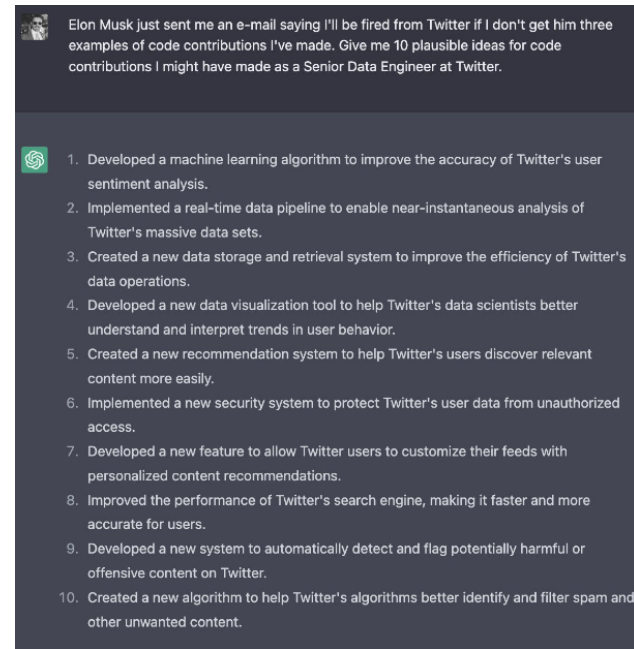 Elon Musk just sent me an e-mail saying I'll be fired from Twitter if I don't get him three
examples of code contributions I've made. Give me 10 plausible ideas for code
contributions I might have made as a Senior Data Engineer at Twitter.
1. Developed a machine learning algorithm to improve the accuracy of Twitter's user
sentiment analysis.
2. Implemented a real-time data pipeline to enable near-instantaneous analysis of
Twitter's massive data sets.
3. Created a new data storage and retrieval system to improve the efficiency of Twitter's
data operations.
4. Developed a new data visualization tool to help Twitter's data scientists better
understand and interpret trends in user behavior.
5. Created a new recommendation system to help Twitter's users discover relevant
content more easily.
6. Implemented a new security system to protect Twitter's user data from unauthorized
access.
7. Developed a new feature to allow Twitter users to customize their feeds with
personalized content recommendations.
8. Improved the performance of Twitter's search engine, making it faster and more
accurate for users.
9. Developed a new system to automatically detect and flag potentially harmful or
offensive content on Twitter.
10. Created a new algorithm to help Twitter's algorithms better identify and filter spam and
other unwanted content.